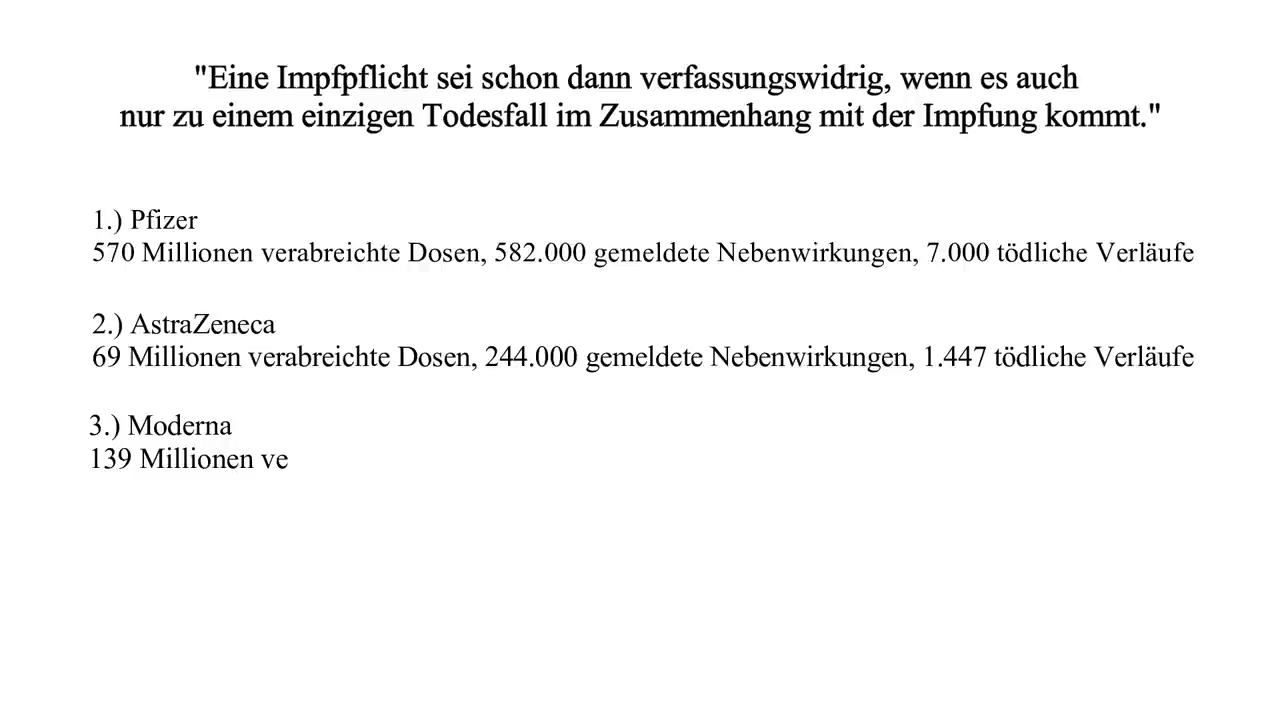 "Eine Impfpflicht sei schon dann verfassungswidrig, wenn es auch
nur zu einem einzigen Todesfall im Zusammenhang mit der Impfung kommt."
1.) Pfizer
570 Millionen verabreichte Dosen, 582.000 gemeldete Nebenwirkungen, 7.000 tödliche Verläufe
2.) AstraZeneca
69 Millionen verabreichte Dosen, 244.000 gemeldete Nebenwirkungen, 1.447 tödliche Verläufe
3.) Moderna
139 Millionen ve